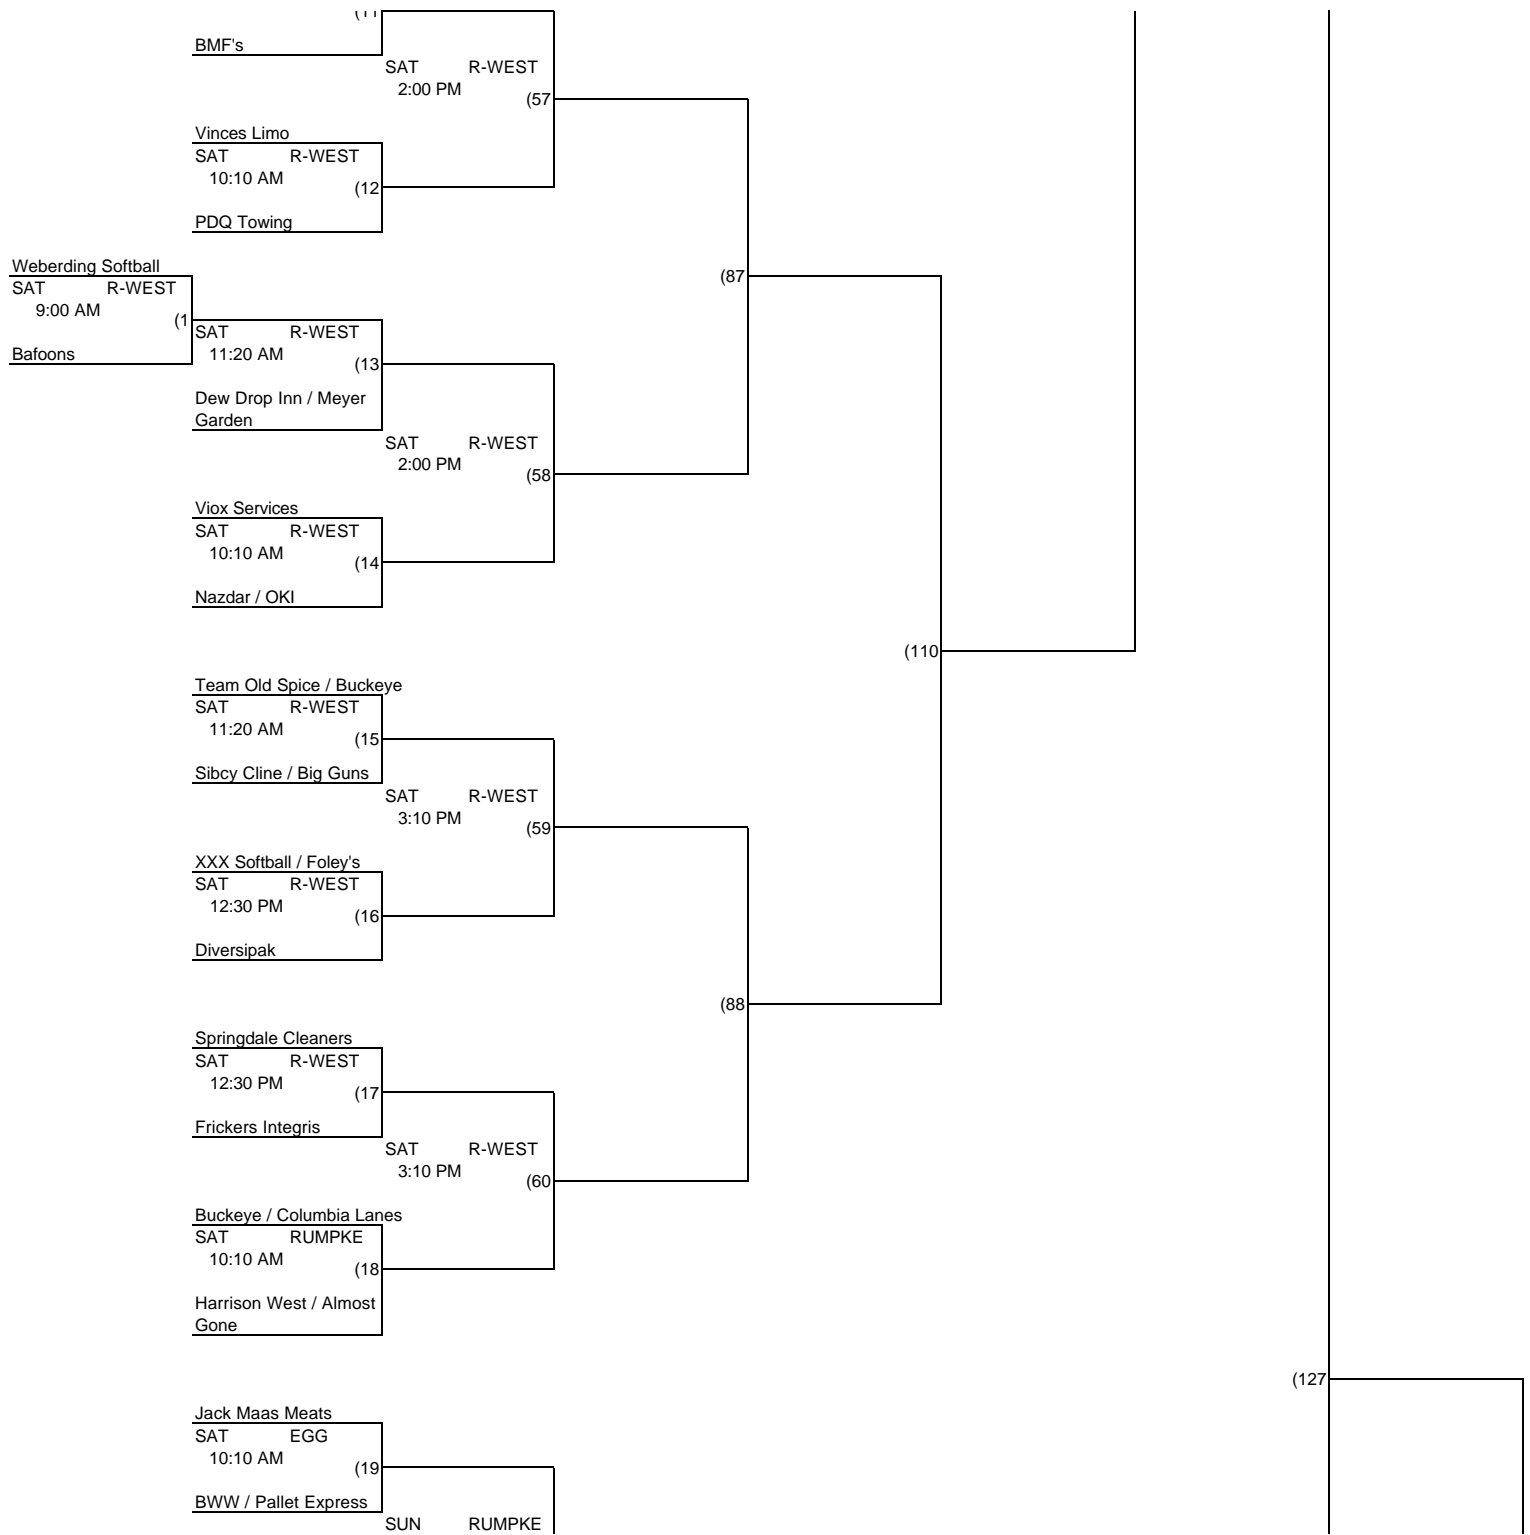 (11
BMF's
SAT R-WEST
2:00 PM
(57
Vinces Limo
SAT R-WEST
10:10 AM
(12
PDQ Towing
Weberding Softball
SAT R-WEST
9:00 AM
(1
Bafoons
(87
SAT R-WEST
11:20 AM
(13
Dew Drop Inn / Meyer
Garden
SAT R-WEST
2:00 PM
(58
Viox Services
SAT R-WEST
10:10 AM
(14
Nazdar / OKI
(110
Team Old Spice / Buckeye
SAT R-WEST
11:20 AM
(15
Sibcy Cline / Big Guns
SAT R-WEST
3:10 PM
(59
XXX Softball / Foley's
SAT R-WEST
12:30 PM
(16
Diversipak
(88
Springdale Cleaners
SAT R-WEST
12:30 PM
(17
Frickers Integris
SAT R-WEST
3:10 PM
(60
Buckeye / Columbia Lanes
SAT RUMPKE
10:10 AM
(18
Harrison West / Almost
Gone
(127
Jack Maas Meats
SAT EGG
10:10 AM
(19
BWW / Pallet Express
SUN RUMPKE